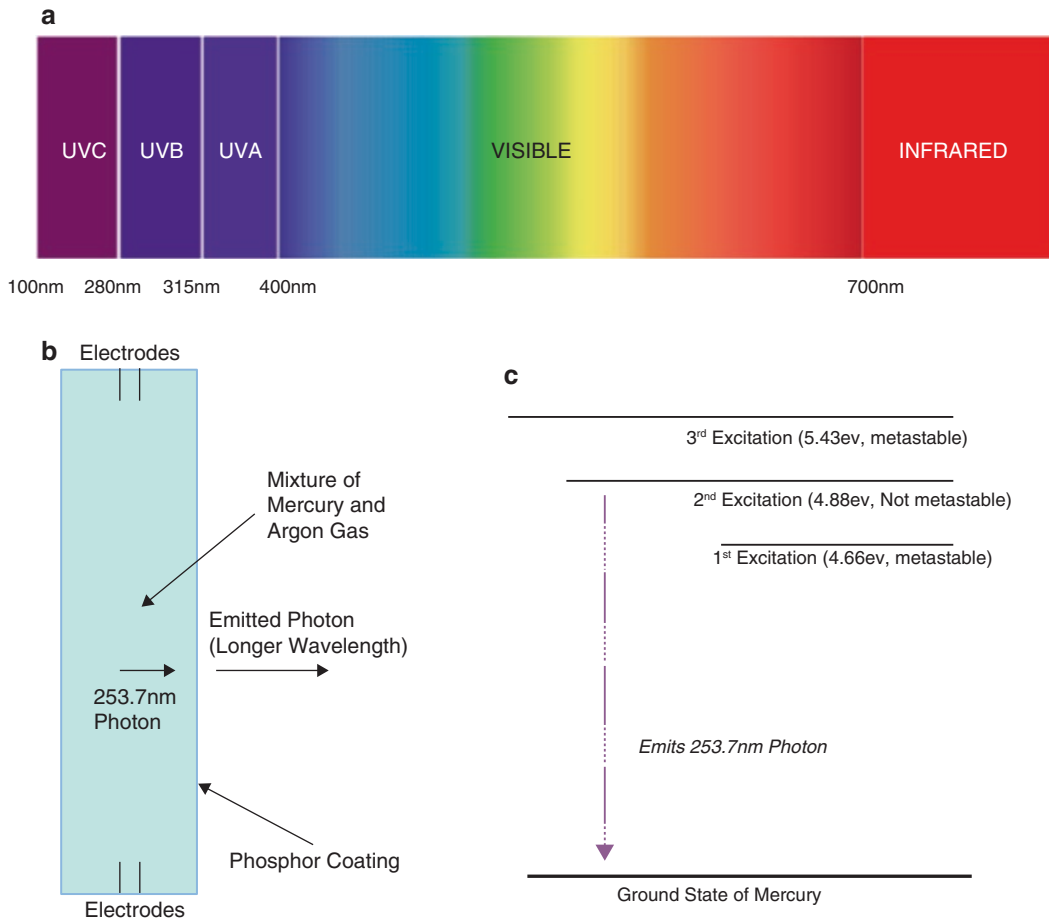 a
UVC UVB UVA VISIBLE INFRARED
100nm 280nm 315nm 400nm 700nm
b
Electrodes
Mixture of
Mercury and
Argon Gas
Emitted Photon
(Longer Wavelength)
253.7nm
Photon
Phosphor Coating
Electrodes
c
3rd Excitation (5.43ev, metastable)
2nd Excitation (4.88ev, Not metastable)
1st Excitation (4.66ev, metastable)
Emits 253.7nm Photon
Ground State of Mercury